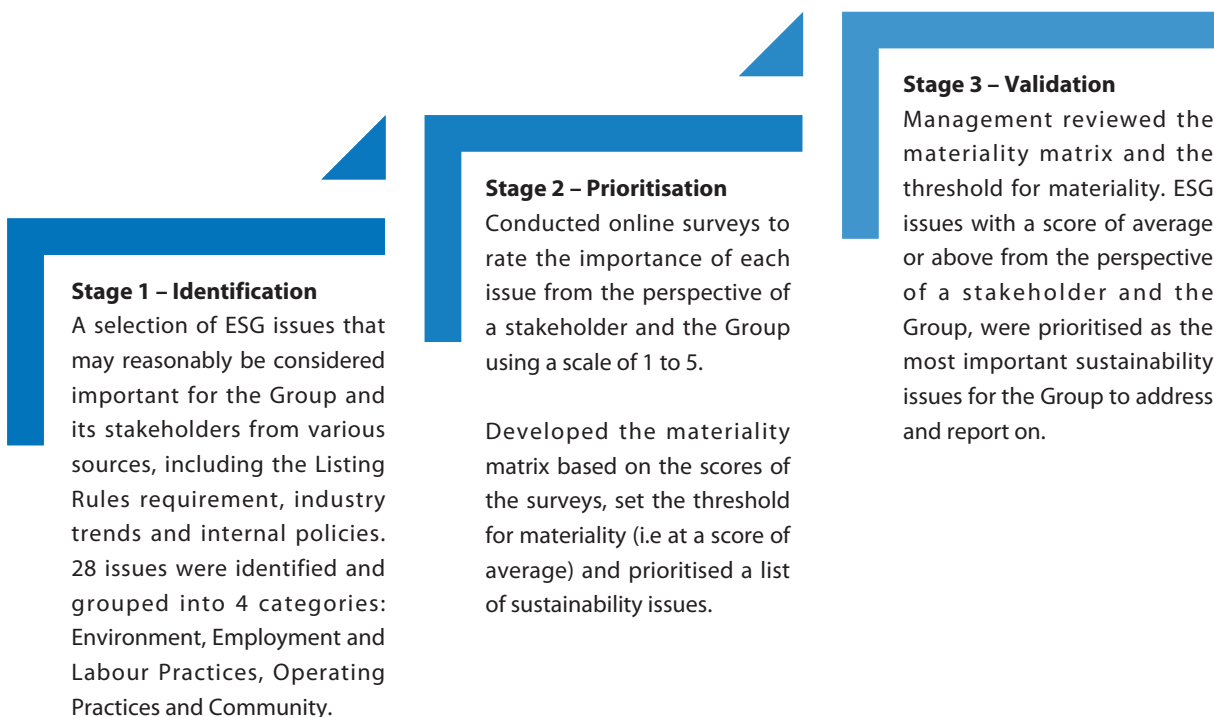 Stage 1 – Identification
A selection of ESG issues that
may reasonably be considered
important for the Group and
its stakeholders from various
sources, including the Listing
Rules requirement, industry
trends and internal policies.
28 issues were identified and
grouped into 4 categories:
Environment, Employment and
Labour Practices, Operating
Practices and Community.
Stage 2 – Prioritisation
Conducted online surveys to
rate the importance of each
issue from the perspective of
a stakeholder and the Group
using a scale of 1 to 5.
Developed the materiality
matrix based on the scores of
the surveys, set the threshold
for materiality (i.e at a score of
average) and prioritised a list
of sustainability issues.
Stage 3 – Validation
Management reviewed the
materiality matrix and the
threshold for materiality. ESG
issues with a score of average
or above from the perspective
of a stakeholder and the
Group, were prioritised as the
most important sustainability
issues for the Group to address
and report on.